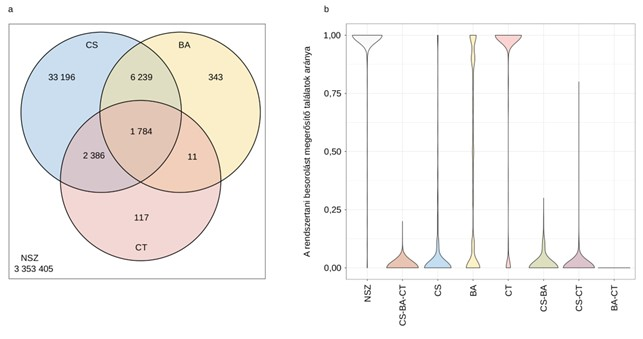 a
CS
BA
33 196
6 239
343
1 784
2 386
11
117
CT
NSZ
3 353 405
b
A rendszertani besorolást megerősítő találatok aránya
1,00
0,75
0,50
0,25
0,00
NSZ
CS-BA-CT
CS
BA
CT
CS-BA
CS-CT
BA-CT